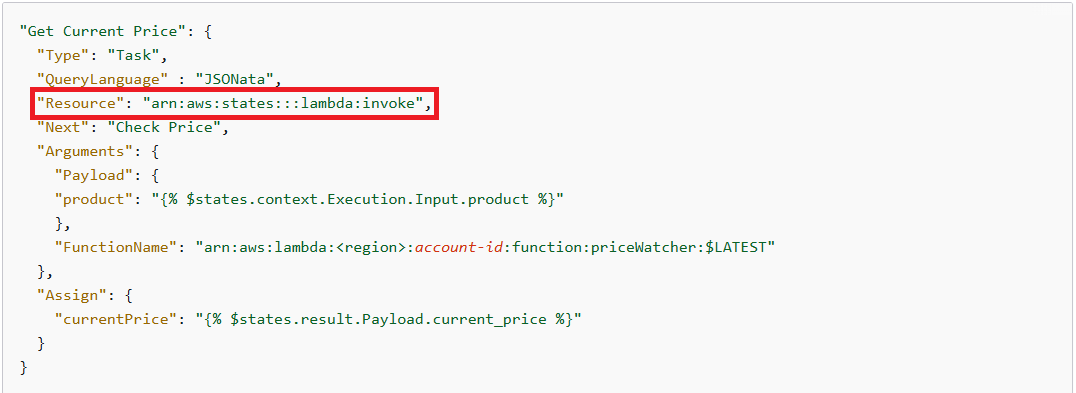 "Get Current Price": {
  "Type": "Task",
  "QueryLanguage" : "JSONata",
  "Resource": "arn:aws:states:::lambda:invoke",
  "Next": "Check Price",
  "Arguments": {
    "Payload": {
    "product": "{% $states.context.Execution.Input.product %}"
    },
    "FunctionName": "arn:aws:lambda:<region>:account-id:function:priceWatcher:$LATEST"
  },
  "Assign": {
    "currentPrice": "{% $states.result.Payload.current_price %}"
  }
}